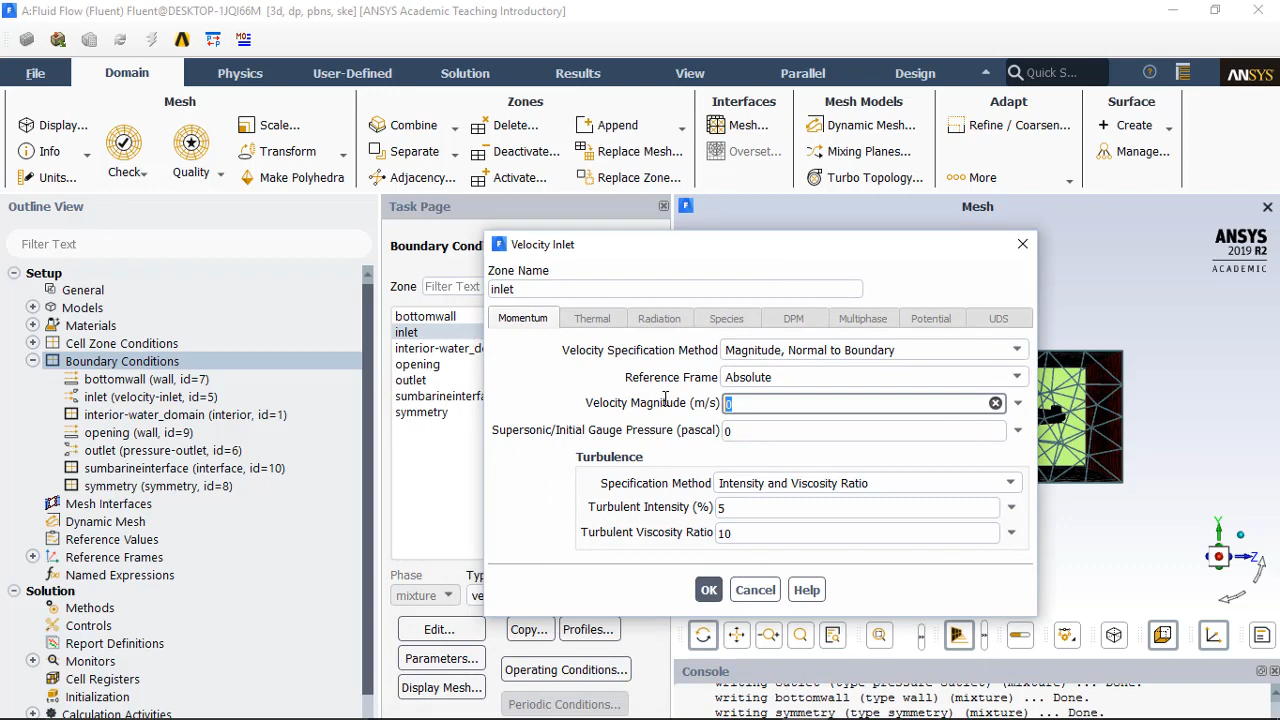 A:Fluid Flow (Fluent) Fluent@DESKTOP-1JQI66M [3d, dp, pbns, ske] [ANSYS Academic Teaching Introductory]
File Domain Physics User-Defined Solution Results View Parallel Design Quick S... ANSYS
Mesh
Display...
Info
Units...
Check
Quality
Scale...
Transform
Make Polyhedra
Zones
Combine
Separate
Adjacency...
Delete...
Deactivate...
Activate...
Append
Replace Mesh...
Replace Zone...
Interfaces
Mesh...
Overset...
Mesh Models
Dynamic Mesh...
Mixing Planes...
Turbo Topology...
Adapt
Refine / Coarsen...
More
Surface
Create
Manage...
Outline View
Filter Text
Setup
General
Models
Materials
Cell Zone Conditions
Boundary Conditions
bottomwall (wall, id=7)
inlet (velocity-inlet, id=5)
interior-water_domain (interior, id=1)
opening (wall, id=9)
outlet (pressure-outlet, id=6)
sumbarineinterface (interface, id=10)
symmetry (symmetry, id=8)
Mesh Interfaces
Dynamic Mesh
Reference Values
Reference Frames
Named Expressions
Solution
Methods
Controls
Report Definitions
Monitors
Cell Registers
Initialization
Calculation Activities
Task Page
Boundary Cond
Zone Filter Text
bottomwall
inlet
interior-water_d
opening
outlet
sumbarineinterfa
symmetry
Phase
mixture
Typ
ve
Edit... Copy... Profiles...
Parameters... Operating Conditions...
Display Mesh... Periodic Conditions...
Velocity Inlet
Zone Name
inlet
Momentum Thermal Radiation Species DPM Multiphase Potential UDS
Velocity Specification Method Magnitude, Normal to Boundary
Reference Frame Absolute
Velocity Magnitude (m/s) 0
Supersonic/Initial Gauge Pressure (pascal) 0
Turbulence
Specification Method Intensity and Viscosity Ratio
Turbulent Intensity (%) 5
Turbulent Viscosity Ratio 10
OK Cancel Help
Mesh
ANSYS
2019 R2
ACADEMIC
Y
Z
Console
writing outlet (type pressure outlet) (mixture) ... Done.
writing bottomwall (type wall) (mixture) ... Done.
writing symmetry (type symmetry) (mixture) ... Done.